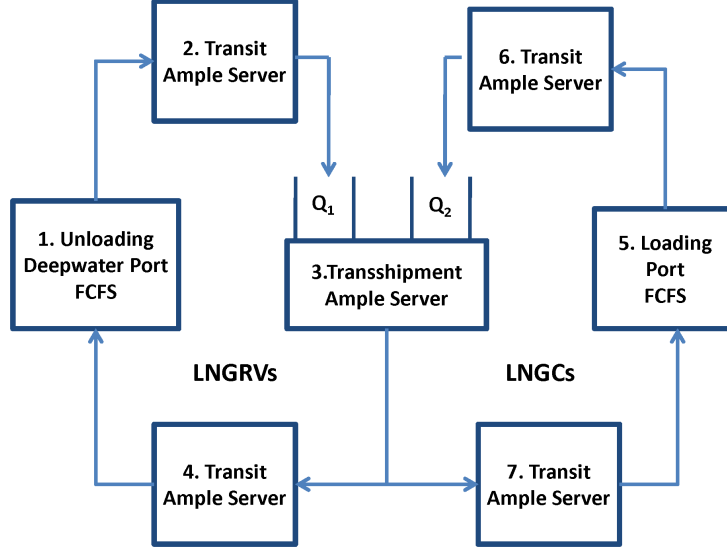 2. Transit
Ample Server
6. Transit
Ample Server
Q1
Q2
1. Unloading
Deepwater Port
FCFS
3.Transshipment
Ample Server
5. Loading
Port
FCFS
LNGRVs
LNGCs
4. Transit
Ample Server
7. Transit
Ample Server